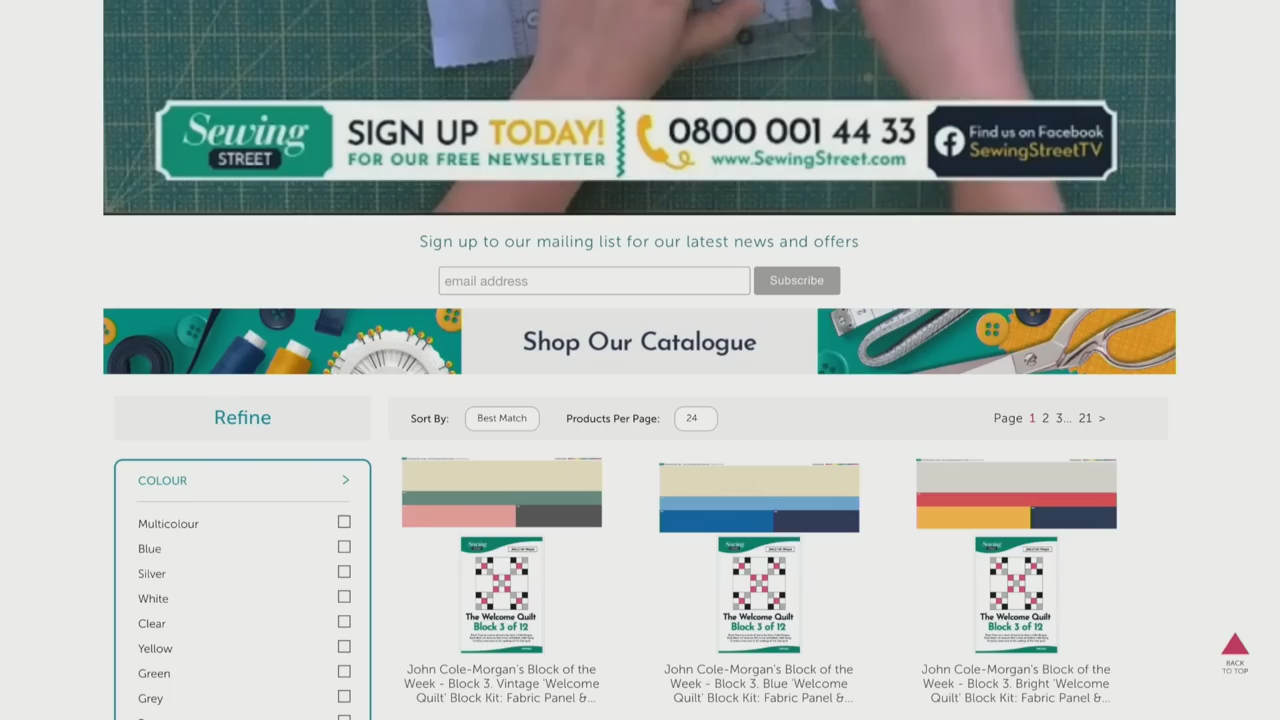 Sewing
STREET
SIGN UP TODAY!
FOR OUR FREE NEWSLETTER
0800 001 44 33
www.SewingStreet.com
Find us on Facebook
SewingStreetTV
Sign up to our mailing list for our latest news and offers
email address
Subscribe
Shop Our Catalogue
Refine
Sort By: Best Match Products Per Page: 24 Page 1 2 3... 21 >
COLOUR >
Multicolour
Blue
Silver
White
Clear
Yellow
Green
Grey
Sewing
The Welcome Quilt
Block 3 of 12
John Cole-Morgan's Block of the
Week - Block 3. Vintage 'Welcome
Quilt' Block Kit: Fabric Panel &...
Sewing
The Welcome Quilt
Block 3 of 12
John Cole-Morgan's Block of the
Week - Block 3. Blue 'Welcome
Quilt' Block Kit: Fabric Panel &...
Sewing
The Welcome Quilt
Block 3 of 12
John Cole-Morgan's Block of the
Week - Block 3. Bright 'Welcome
Quilt' Block Kit: Fabric Panel &...
BACK
TO TOP